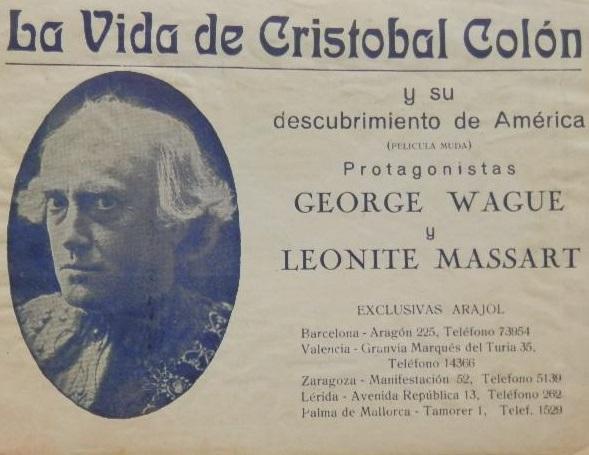 La Vida de Cristobal Colón
y su
descubrimiento de América
(PELICULA MUDA)
Protagonistas
GEORGE WAGUE
y
LEONITE MASSART
EXCLUSIVAS ARAJOL
Barcelona - Aragón 225, Teléfono 73954
Valencia - Granvía Marqués del Turia 35,
Teléfono 14366
Zaragoza - Manifestación 52, Telefono 5139
Lérida - Avenida República 13, Teléfono 262
Palma de Mallorca - Tamorer 1, Telef. 1529